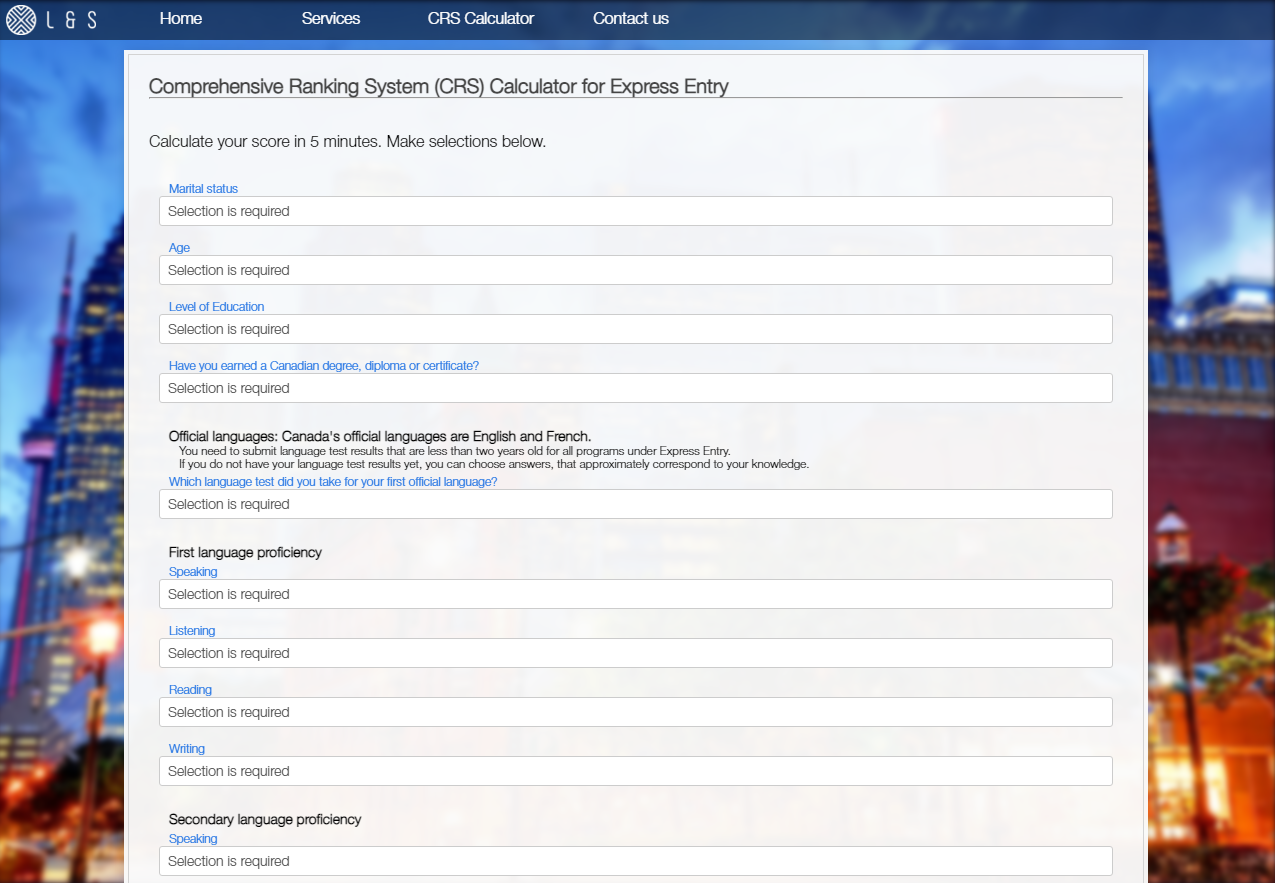 L & S
Home Services CRS Calculator Contact us
Comprehensive Ranking System (CRS) Calculator for Express Entry
Calculate your score in 5 minutes. Make selections below.
Marital status
Selection is required
Age
Selection is required
Level of Education
Selection is required
Have you earned a Canadian degree, diploma or certificate?
Selection is required
Official languages: Canada's official languages are English and French.
You need to submit language test results that are less than two years old for all programs under Express Entry.
If you do not have your language test results yet, you can choose answers, that approximately correspond to your knowledge.
Which language test did you take for your first official language?
Selection is required
First language proficiency
Speaking
Selection is required
Listening
Selection is required
Reading
Selection is required
Writing
Selection is required
Secondary language proficiency
Speaking
Selection is required